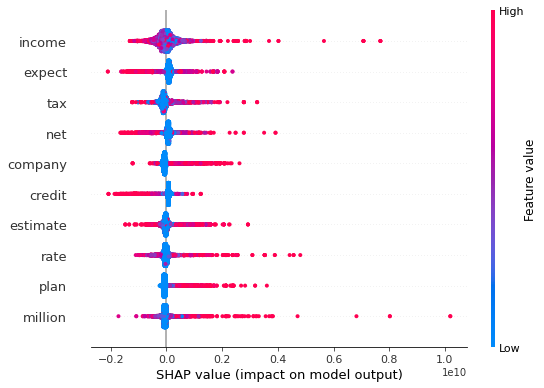 High
income
expect
tax
net
company
credit
estimate
rate
plan
million
Feature value
Low
−0.2 0.0 0.2 0.4 0.6 0.8 1.0
1e10
SHAP value (impact on model output)